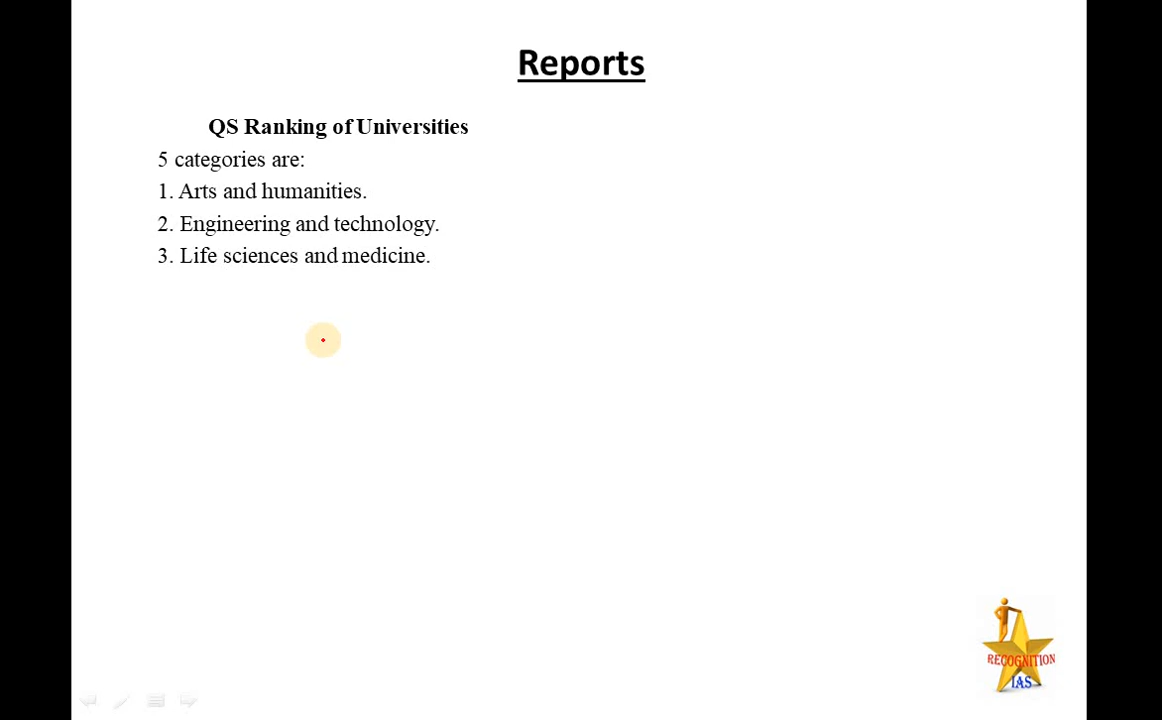 Reports
QS Ranking of Universities
5 categories are:
1. Arts and humanities.
2. Engineering and technology.
3. Life sciences and medicine.
RECOGNITION
IAS